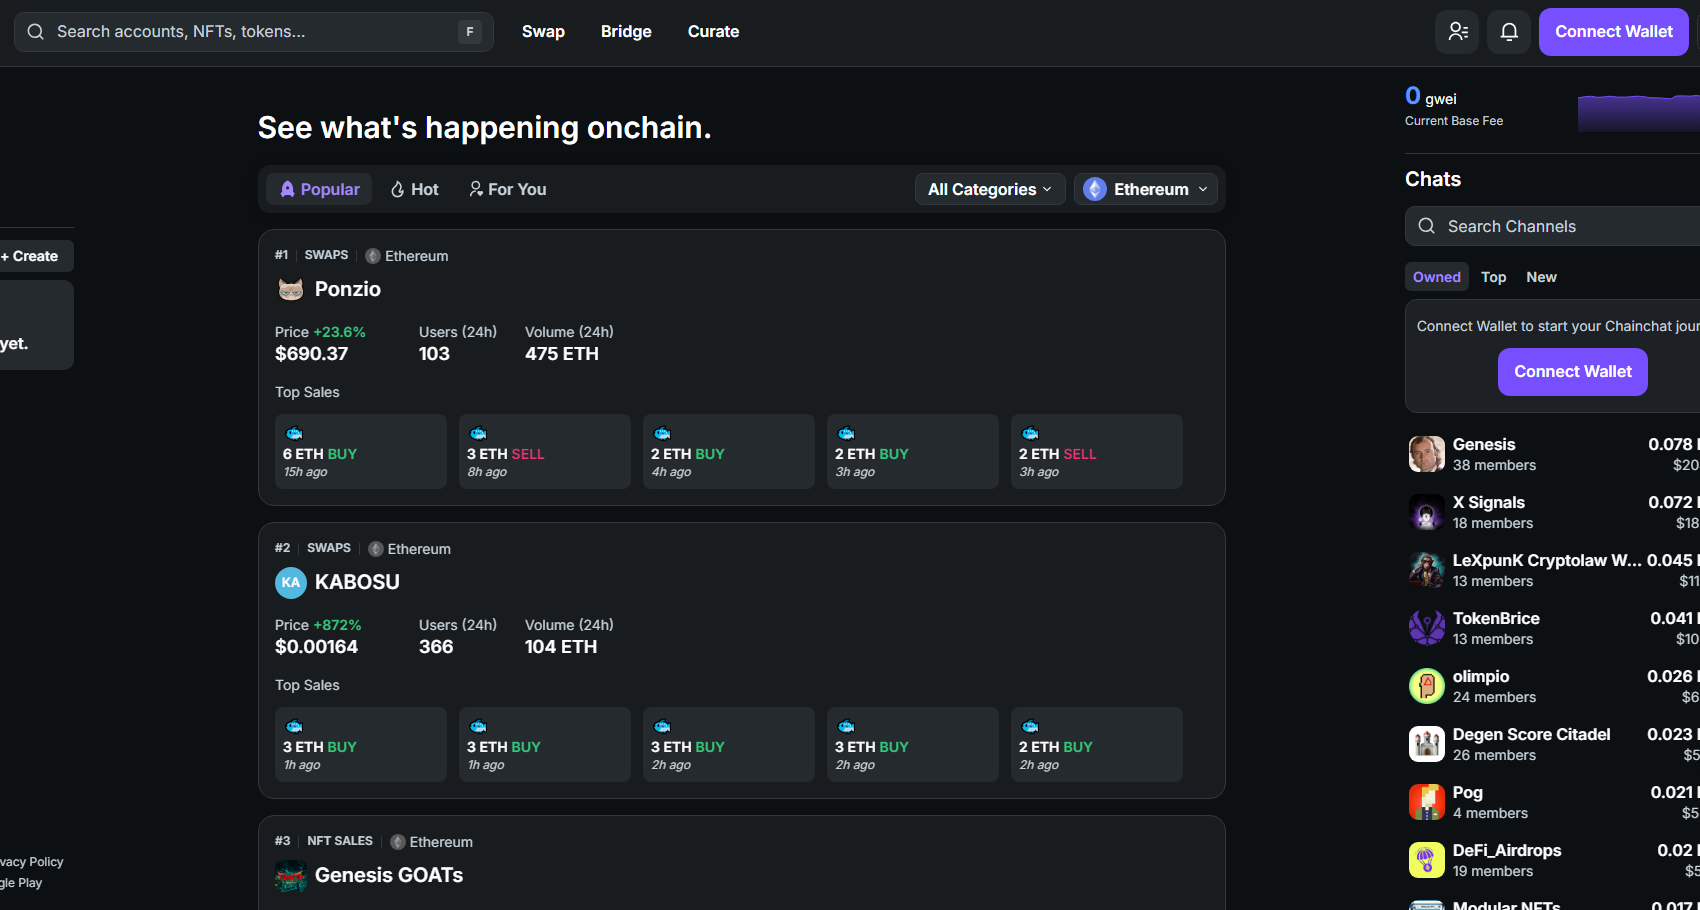 Search accounts, NFTs, tokens...
F
Swap
Bridge
Curate
Connect Wallet
+ Create
yet.
vacy Policy
gle Play
See what's happening onchain.
Popular
Hot
For You
All Categories
Ethereum
#1 SWAPS Ethereum
Ponzio
Price +23.6% Users (24h) Volume (24h)
$690.37 103 475 ETH
Top Sales
6 ETH BUY
15h ago
3 ETH SELL
8h ago
2 ETH BUY
4h ago
2 ETH BUY
3h ago
2 ETH SELL
3h ago
#2 SWAPS Ethereum
KA
KABOSU
Price +872% Users (24h) Volume (24h)
$0.00164 366 104 ETH
Top Sales
3 ETH BUY
1h ago
3 ETH BUY
1h ago
3 ETH BUY
2h ago
3 ETH BUY
2h ago
2 ETH BUY
2h ago
#3 NFT SALES Ethereum
Genesis GOATs
0 gwei
Current Base Fee
Chats
Search Channels
Owned Top New
Connect Wallet to start your Chainchat jour
Connect Wallet
Genesis 0.078
38 members $20
X Signals 0.072
18 members $18
LeXpunK Cryptolaw W... 0.045
13 members $11
TokenBrice 0.041
13 members $10
olimpio 0.026
24 members $6
Degen Score Citadel 0.023
26 members $5
Pog 0.021
4 members $5
DeFi_Airdrops 0.02
19 members $5
Modular NFTs 0.017